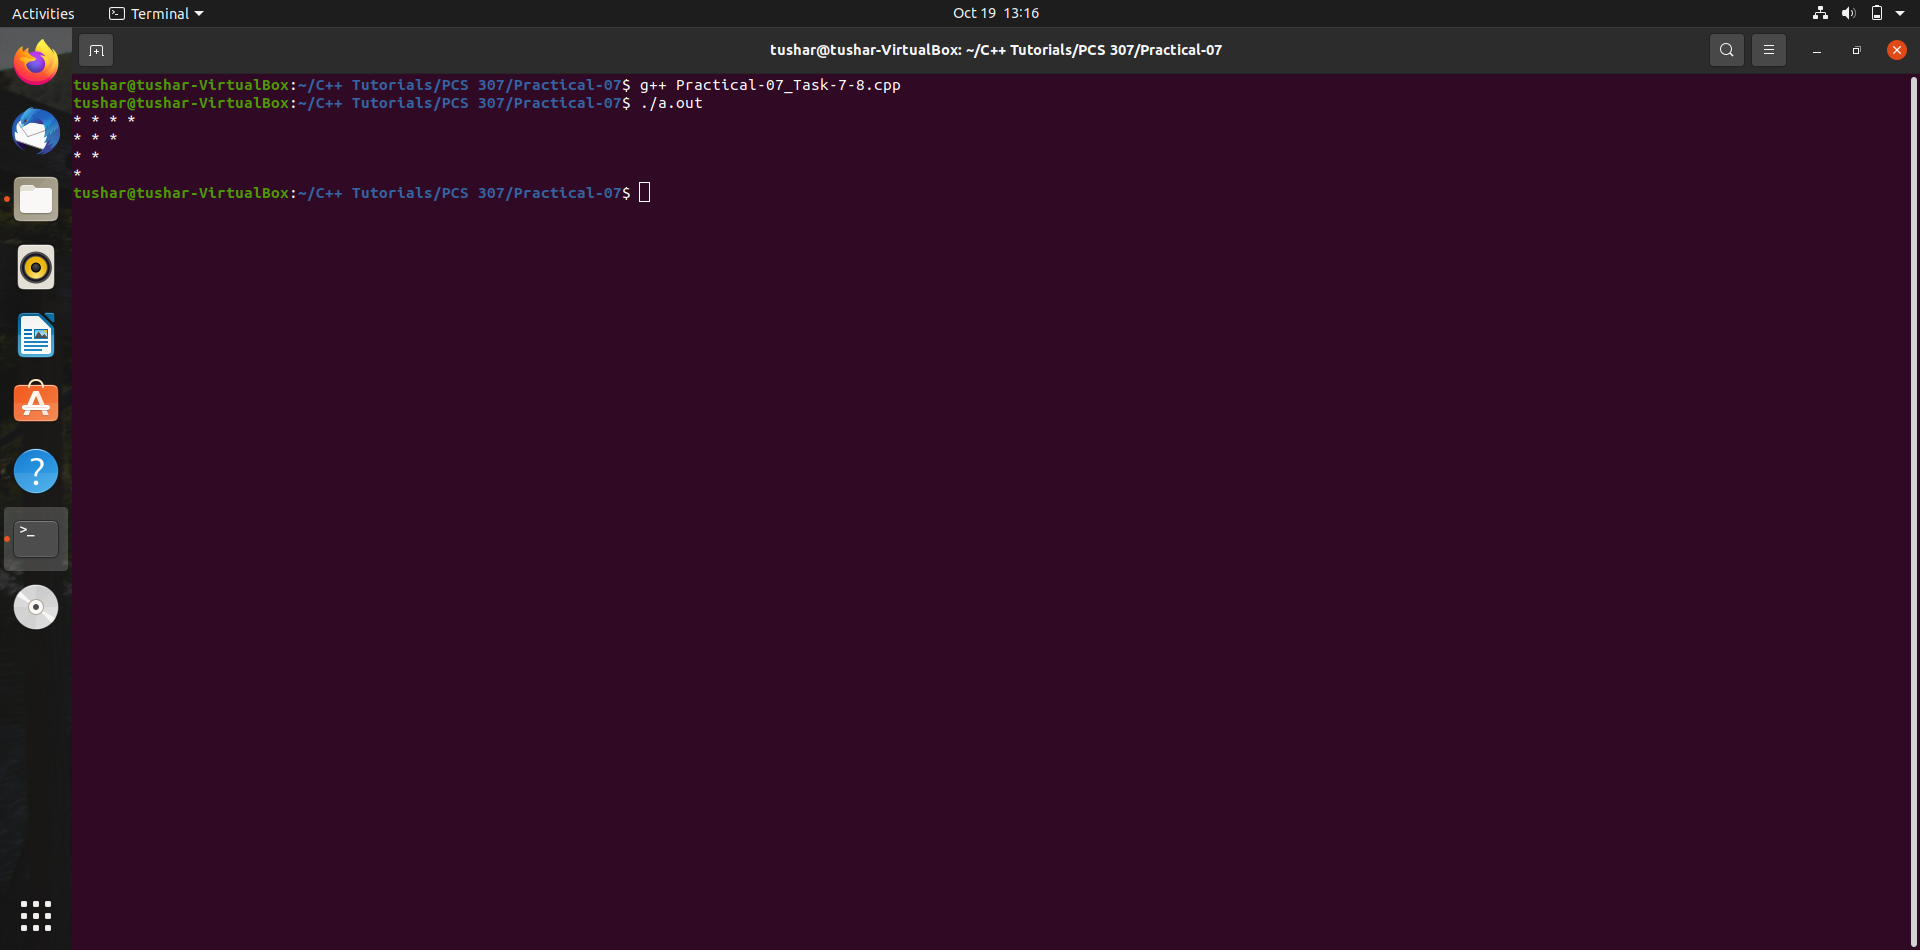 Activities Terminal Oct 19 13:16
tushar@tushar-VirtualBox: ~/C++ Tutorials/PCS 307/Practical-07
tushar@tushar-VirtualBox:~/C++ Tutorials/PCS 307/Practical-07$ g++ Practical-07_Task-7-8.cpp
tushar@tushar-VirtualBox:~/C++ Tutorials/PCS 307/Practical-07$ ./a.out
* * * *
* * *
* *
*
tushar@tushar-VirtualBox:~/C++ Tutorials/PCS 307/Practical-07$